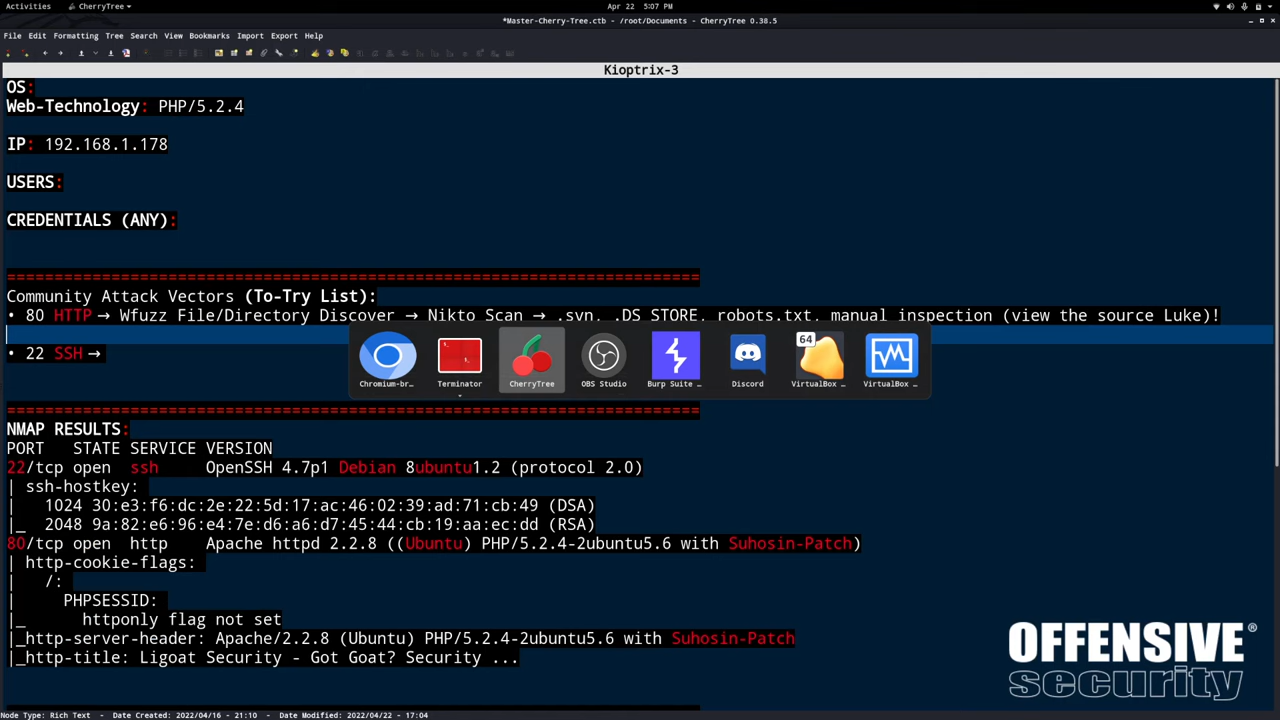 Activities
CherryTree
Apr 22 5:07 PM
*Master-Cherry-Tree.ctb - /root/Documents - CherryTree 0.38.5
File Edit Formatting Tree Search View Bookmarks Import Export Help
Kioptrix-3
OS:
Web-Technology: PHP/5.2.4
IP: 192.168.1.178
USERS:
CREDENTIALS (ANY):
======================================================================
Community Attack Vectors (To-Try List):
• 80 HTTP → Wfuzz File/Directory Discover → Nikto Scan → .svn, .DS STORE, robots.txt, manual inspection (view the source Luke)!
• 22 SSH →
64
Chromium-br... Terminator CherryTree OBS Studio Burp Suite ... Discord VirtualBox ... VirtualBox ...
======================================================================
NMAP RESULTS:
PORT STATE SERVICE VERSION
22/tcp open ssh OpenSSH 4.7p1 Debian 8ubuntu1.2 (protocol 2.0)
| ssh-hostkey:
| 1024 30:e3:f6:dc:2e:22:5d:17:ac:46:02:39:ad:71:cb:49 (DSA)
|_ 2048 9a:82:e6:96:e4:7e:d6:a6:d7:45:44:cb:19:aa:ec:dd (RSA)
80/tcp open http Apache httpd 2.2.8 ((Ubuntu) PHP/5.2.4-2ubuntu5.6 with Suhosin-Patch)
| http-cookie-flags:
| /:
| PHPSESSID:
|_ httponly flag not set
|_http-server-header: Apache/2.2.8 (Ubuntu) PHP/5.2.4-2ubuntu5.6 with Suhosin-Patch
|_http-title: Ligoat Security - Got Goat? Security ...
OFFENSIVE®
security
Node Type: Rich Text - Date Created: 2022/04/16 - 21:10 - Date Modified: 2022/04/22 - 17:04